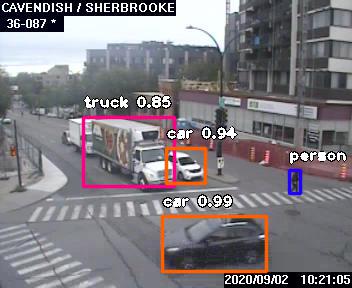 CAVENDISH / SHERBROOKE
36-087 *
truck 0.85
car 0.94
person
car 0.99
2020/09/02 10:21:05